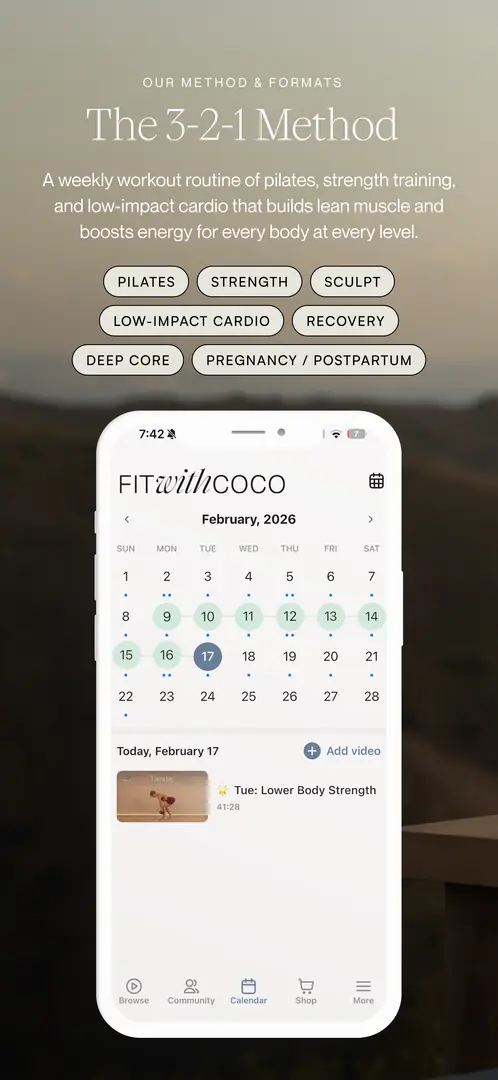 OUR METHOD & FORMATS
The 3-2-1 Method
A weekly workout routine of pilates, strength training,
and low-impact cardio that builds lean muscle and
boosts energy for every body at every level.
PILATES STRENGTH SCULPT
LOW-IMPACT CARDIO RECOVERY
DEEP CORE PREGNANCY / POSTPARTUM
7:42 7
FITwithCOCO
February, 2026
SUN MON TUE WED THU FRI SAT
1 2 3 4 5 6 7
8 9 10 11 12 13 14
15 16 17 18 19 20 21
22 23 24 25 26 27 28
Today, February 17 Add video
Tuesday
Tue: Lower Body Strength
41:28
Browse Community Calendar Shop More